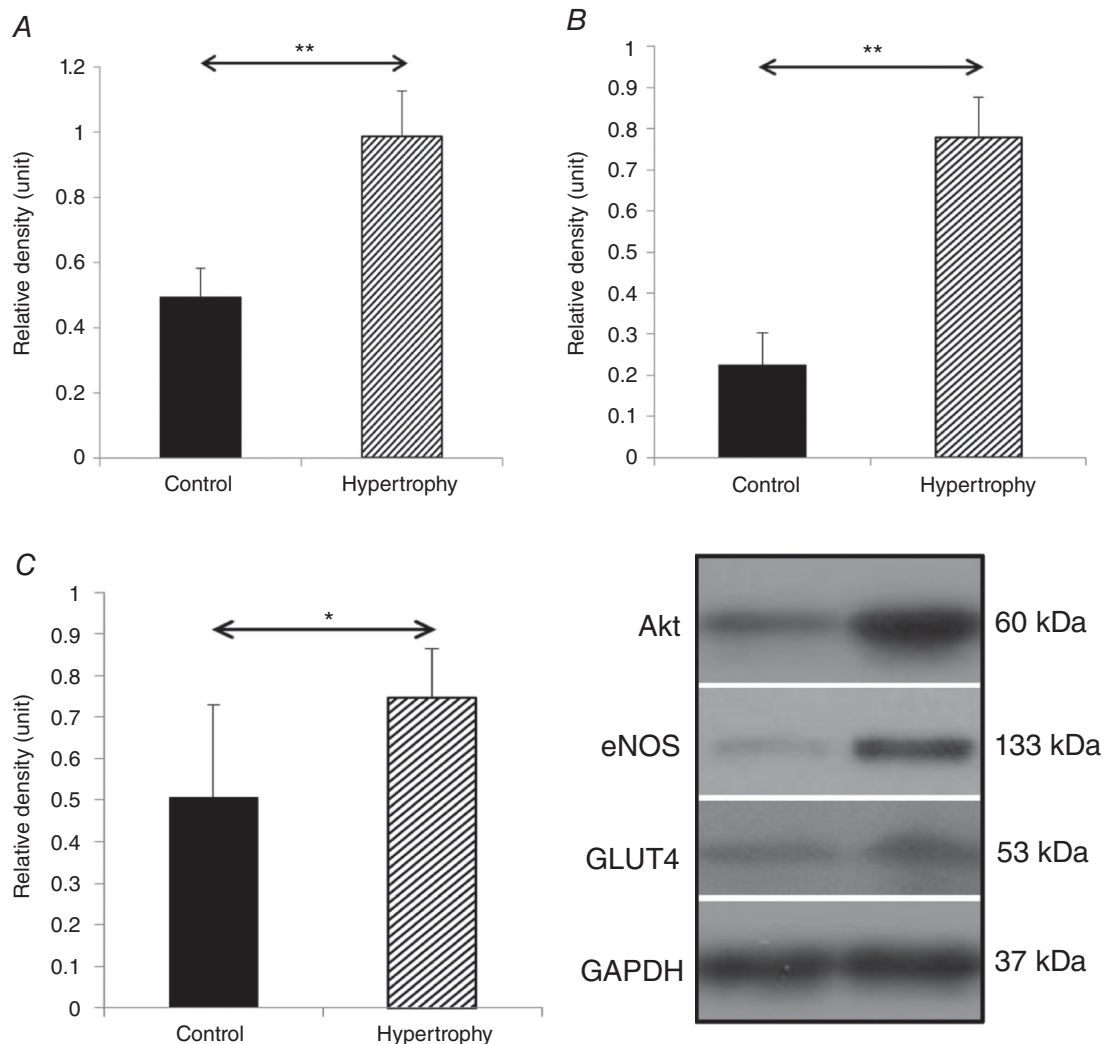 A
**
1.2
1
0.8
0.6
0.4
0.2
0
Relative density (unit)
Control
Hypertrophy
B
**
1
0.9
0.8
0.7
0.6
0.5
0.4
0.3
0.2
0.1
0
Relative density (unit)
Control
Hypertrophy
C
*
1
0.9
0.8
0.7
0.6
0.5
0.4
0.3
0.2
0.1
0
Relative density (unit)
Control
Hypertrophy
Akt
60 kDa
eNOS
133 kDa
GLUT4
53 kDa
GAPDH
37 kDa